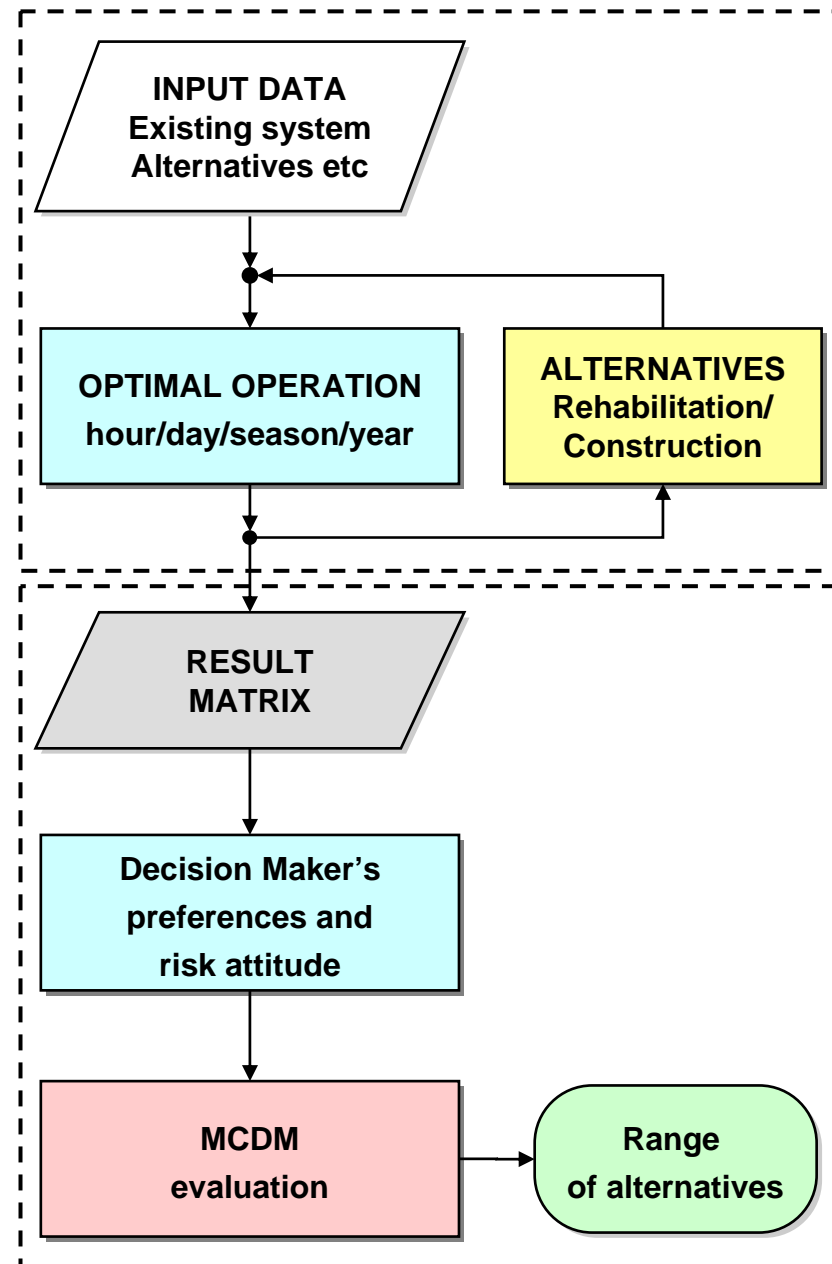 INPUT DATA
Existing system
Alternatives etc
OPTIMAL OPERATION
hour/day/season/year
ALTERNATIVES
Rehabilitation/
Construction
RESULT
MATRIX
Decision Maker’s
preferences and
risk attitude
MCDM
evaluation
Range
of alternatives